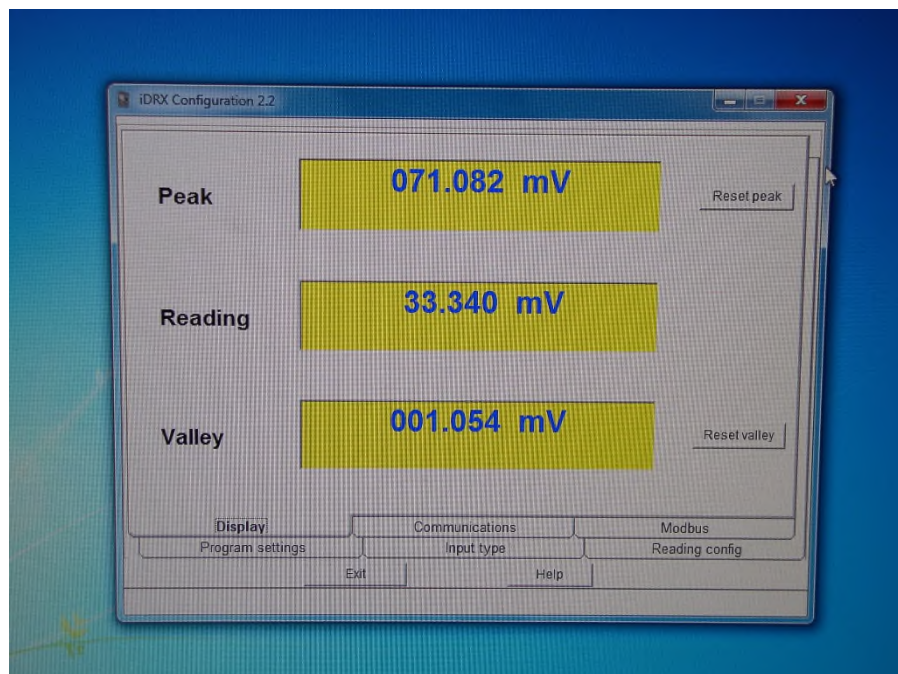 iDRX Configuration 2.2
Peak
071.082 mV
Reset peak
Reading
33.340 mV
Valley
001.054 mV
Reset valley
Display
Communications
Modbus
Program settings
Input type
Reading config
Exit
Help